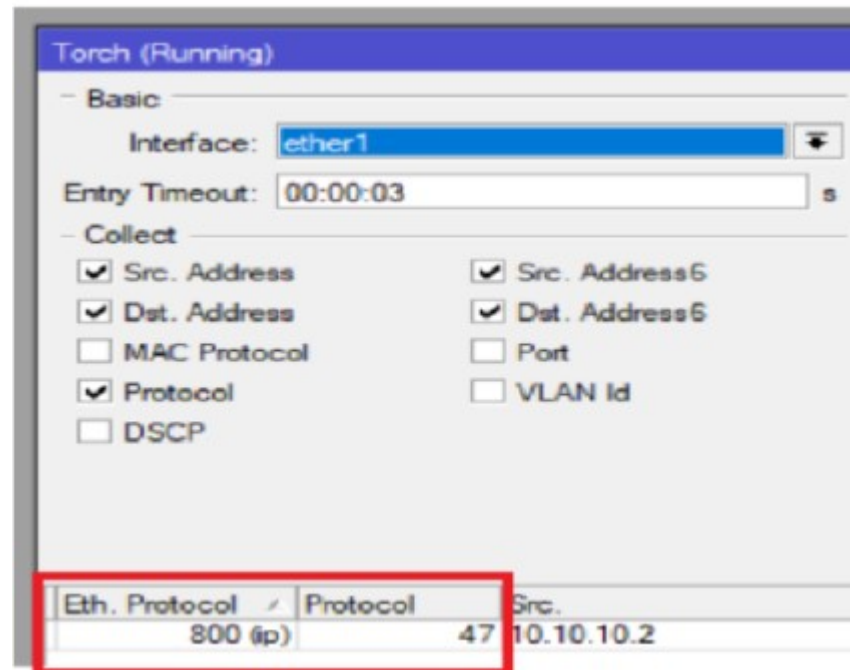 Torch (Running)
Basic
Interface: ether1
Entry Timeout: 00:00:03 s
Collect
Src. Address Src. Address6
Dst. Address Dst. Address6
MAC Protocol Port
Protocol VLAN Id
DSCP
Eth. Protocol Protocol Src.
800 (ip) 47 10.10.10.2